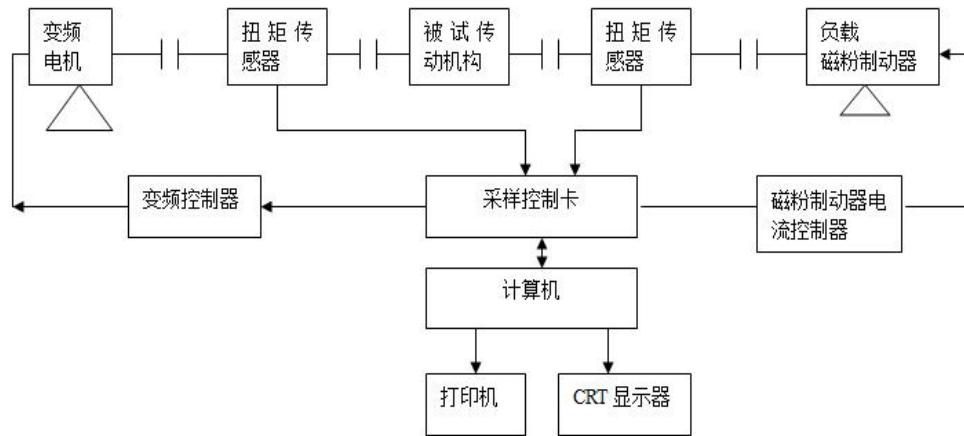 变频
电机
扭矩传
感器
被试传
动机构
扭矩传
感器
负载
磁粉制动器
变频控制器
采样控制卡
磁粉制动器电
流控制器
计算机
打印机
CRT 显示器